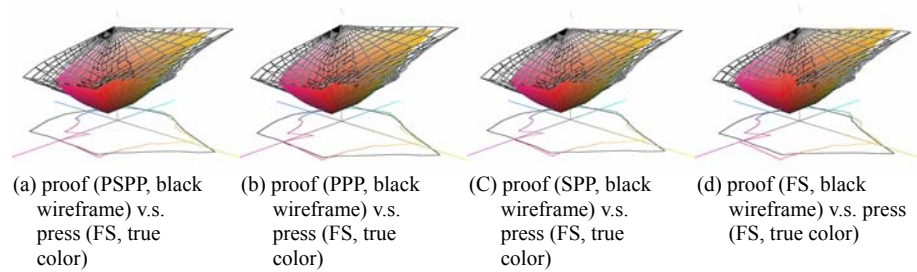 (a) proof (PSPP, black
wireframe) v.s.
press (FS, true
color)
(b) proof (PPP, black
wireframe) v.s.
press (FS, true
color)
(C) proof (SPP, black
wireframe) v.s.
press (FS, true
color)
(d) proof (FS, black
wireframe) v.s. press
(FS, true color)